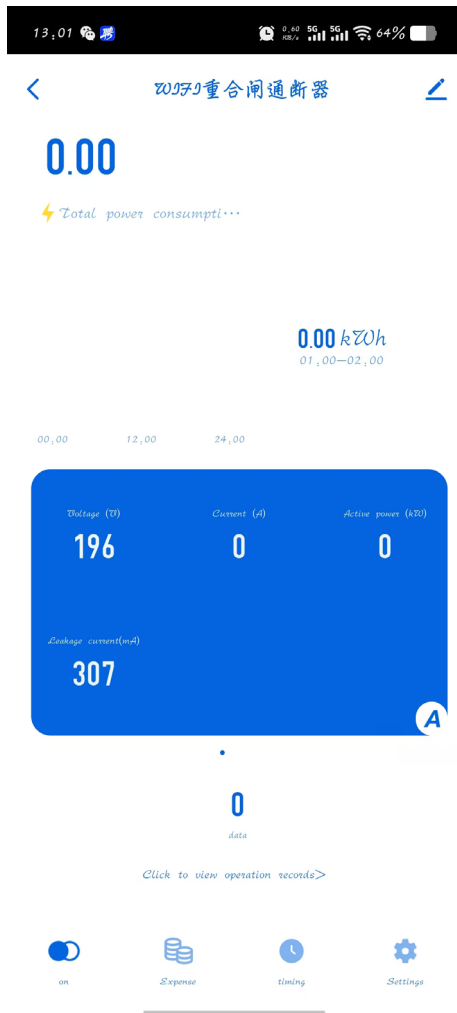 13:01
0.60 KB/s 5G 5G 64%
WIFI重合闸通断器
0.00
Total power consumpti...
0.00 kWh
01:00-02:00
00:00 12:00 24:00
Voltage (V) Current (A) Active power (kW)
196 0 0
Leakage current(mA)
307
A
0
data
Click to view operation records>
on Expense timing Settings